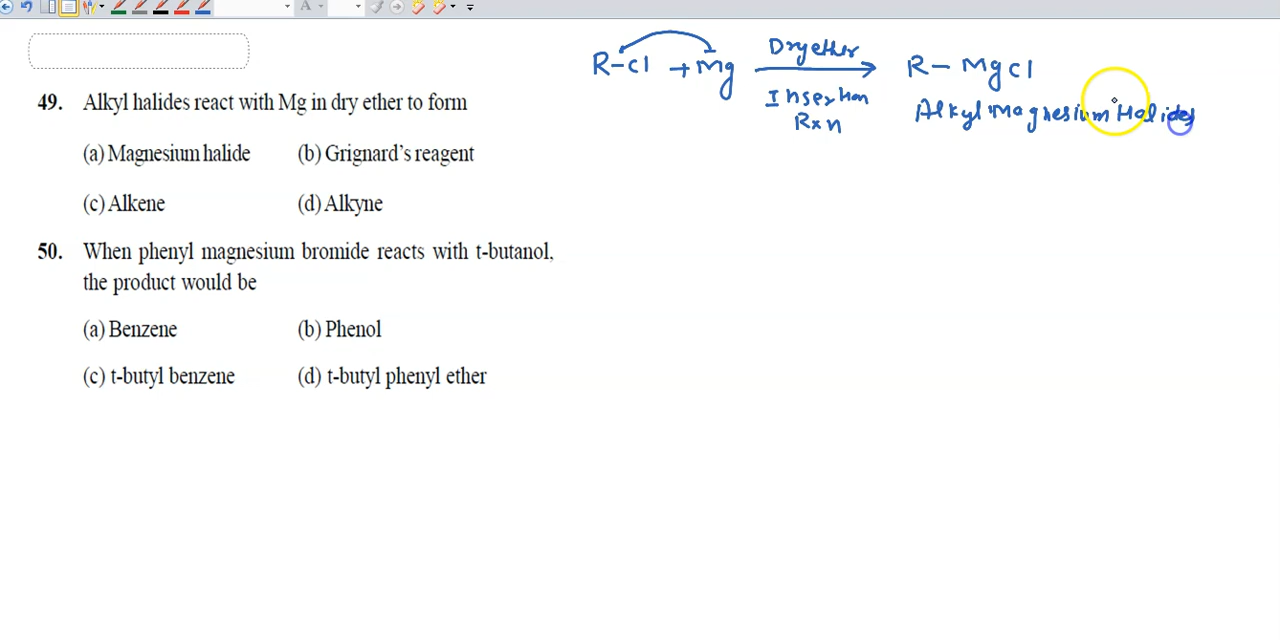 49. Alkyl halides react with Mg in dry ether to form
(a) Magnesium halide (b) Grignard's reagent
(c) Alkene (d) Alkyne
50. When phenyl magnesium bromide reacts with t-butanol,
the product would be
(a) Benzene (b) Phenol
(c) t-butyl benzene (d) t-butyl phenyl ether
R-Cl + Mg Dry ether R- MgCl
Insertion Alkyl Magnesium Halides
Rxn